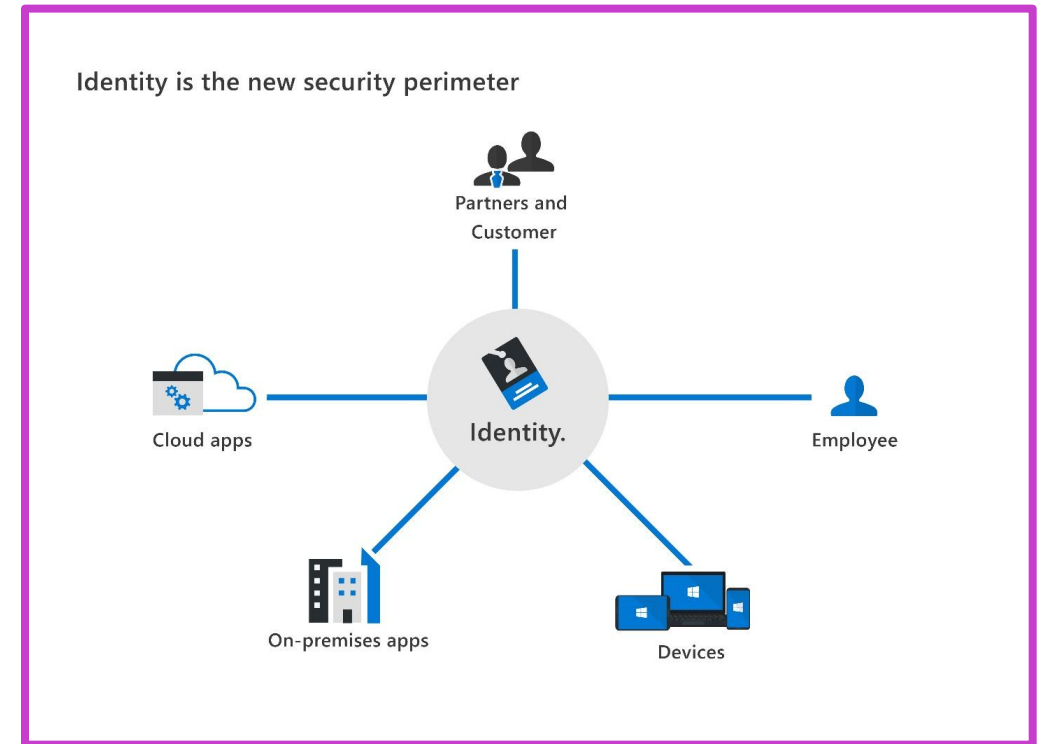 Identity is the new security perimeter
Partners and
Customer
Identity.
Cloud apps
Employee
On-premises apps
Devices